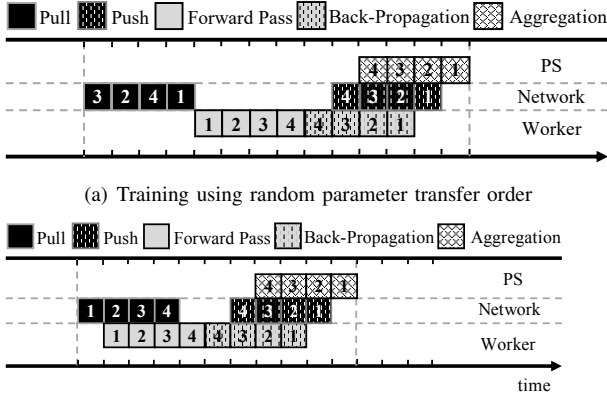 Pull Push Forward Pass Back-Propagation Aggregation
4 3 2 1 PS
3 2 4 1 4 3 2 1 Network
1 2 3 4 4 3 2 1 Worker
(a) Training using random parameter transfer order
Pull Push Forward Pass Back-Propagation Aggregation
4 3 2 1 PS
1 2 3 4 4 3 2 1 Network
1 2 3 4 4 3 2 1 Worker
time